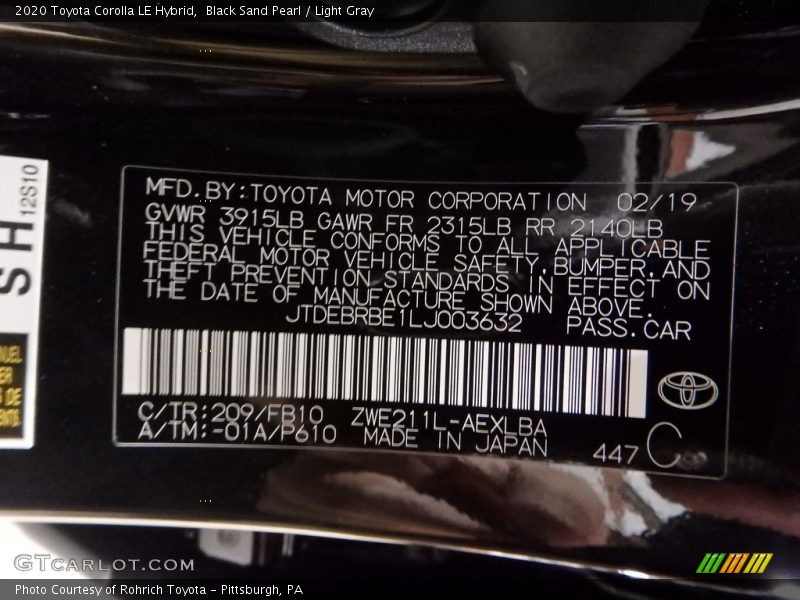 2020 Toyota Corolla LE Hybrid, Black Sand Pearl / Light Gray
12S10
SH
MFD.BY:TOYOTA MOTOR CORPORATION 02/19
GVWR 3915LB GAWR FR 2315LB RR 2140LB
THIS VEHICLE CONFORMS TO ALL APPLICABLE
FEDERAL MOTOR VEHICLE SAFETY,BUMPER,AND
THEFT PREVENTION STANDARDS IN EFFECT ON
THE DATE OF MANUFACTURE SHOWN ABOVE.
JTDEBRBE1LJ003632 PASS.CAR
C/TR:209/FB10 ZWE211L-AEXLBA
A/TM:-01A/P610 MADE IN JAPAN
447 C
GTCARLOT.COM
Photo Courtesy of Rohrich Toyota - Pittsburgh, PA